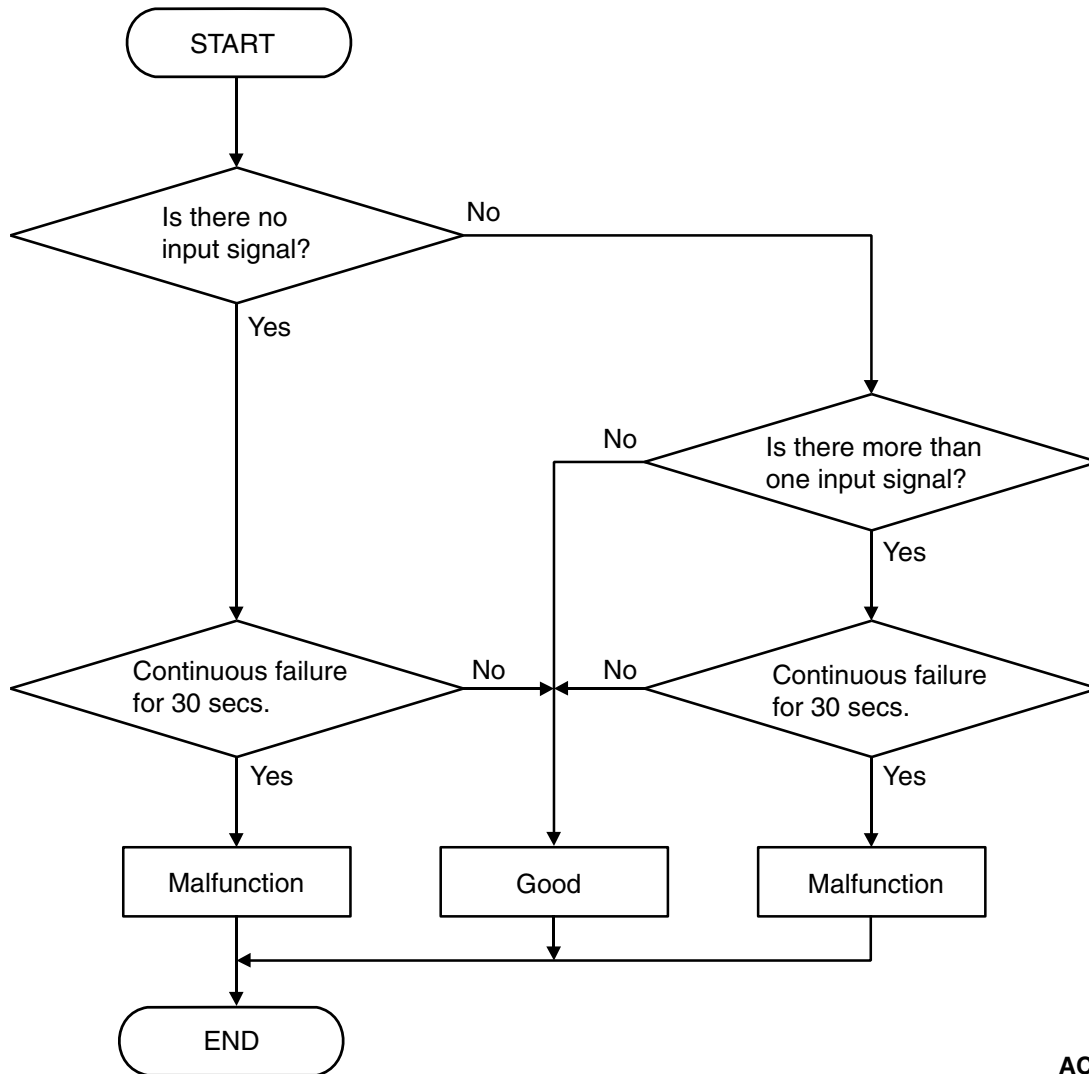 START
Is there no
input signal?
No
Yes
No
Is there more than
one input signal?
Yes
Continuous failure
for 30 secs.
No
No
Continuous failure
for 30 secs.
Yes
Yes
Malfunction
Good
Malfunction
END